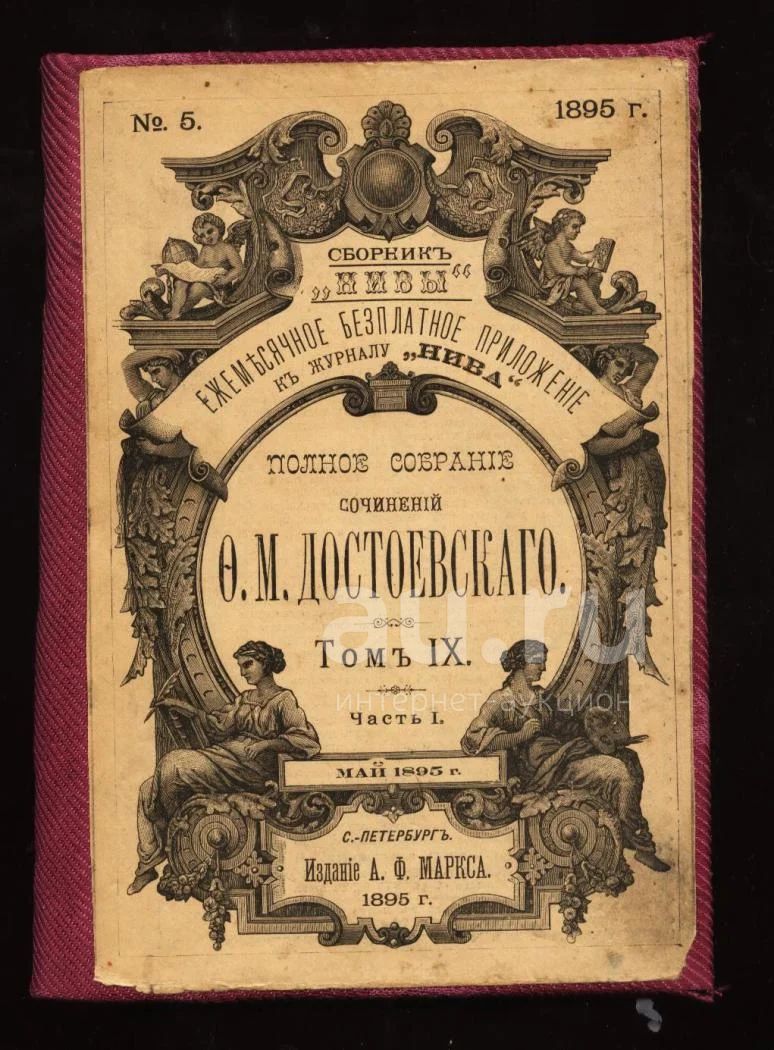 №. 5.
1895 г.
СБОРНИКЪ
„НИВЫ“
ЕЖЕМѢСЯЧНОЕ БЕЗПЛАТНОЕ ПРИЛОЖЕНІЕ
КЪ ЖУРНАЛУ „НИВА“
ПОЛНОЕ СОБРАНІЕ
СОЧИНЕНІЙ
Ѳ. М. ДОСТОЕВСКАГО.
Томъ IX.
Часть I.
МАЙ 1895 г.
С.-ПЕТЕРБУРГЪ.
Изданіе А. Ф. МАРКСА.
1895 г.
au.ru
интернет-аукцион